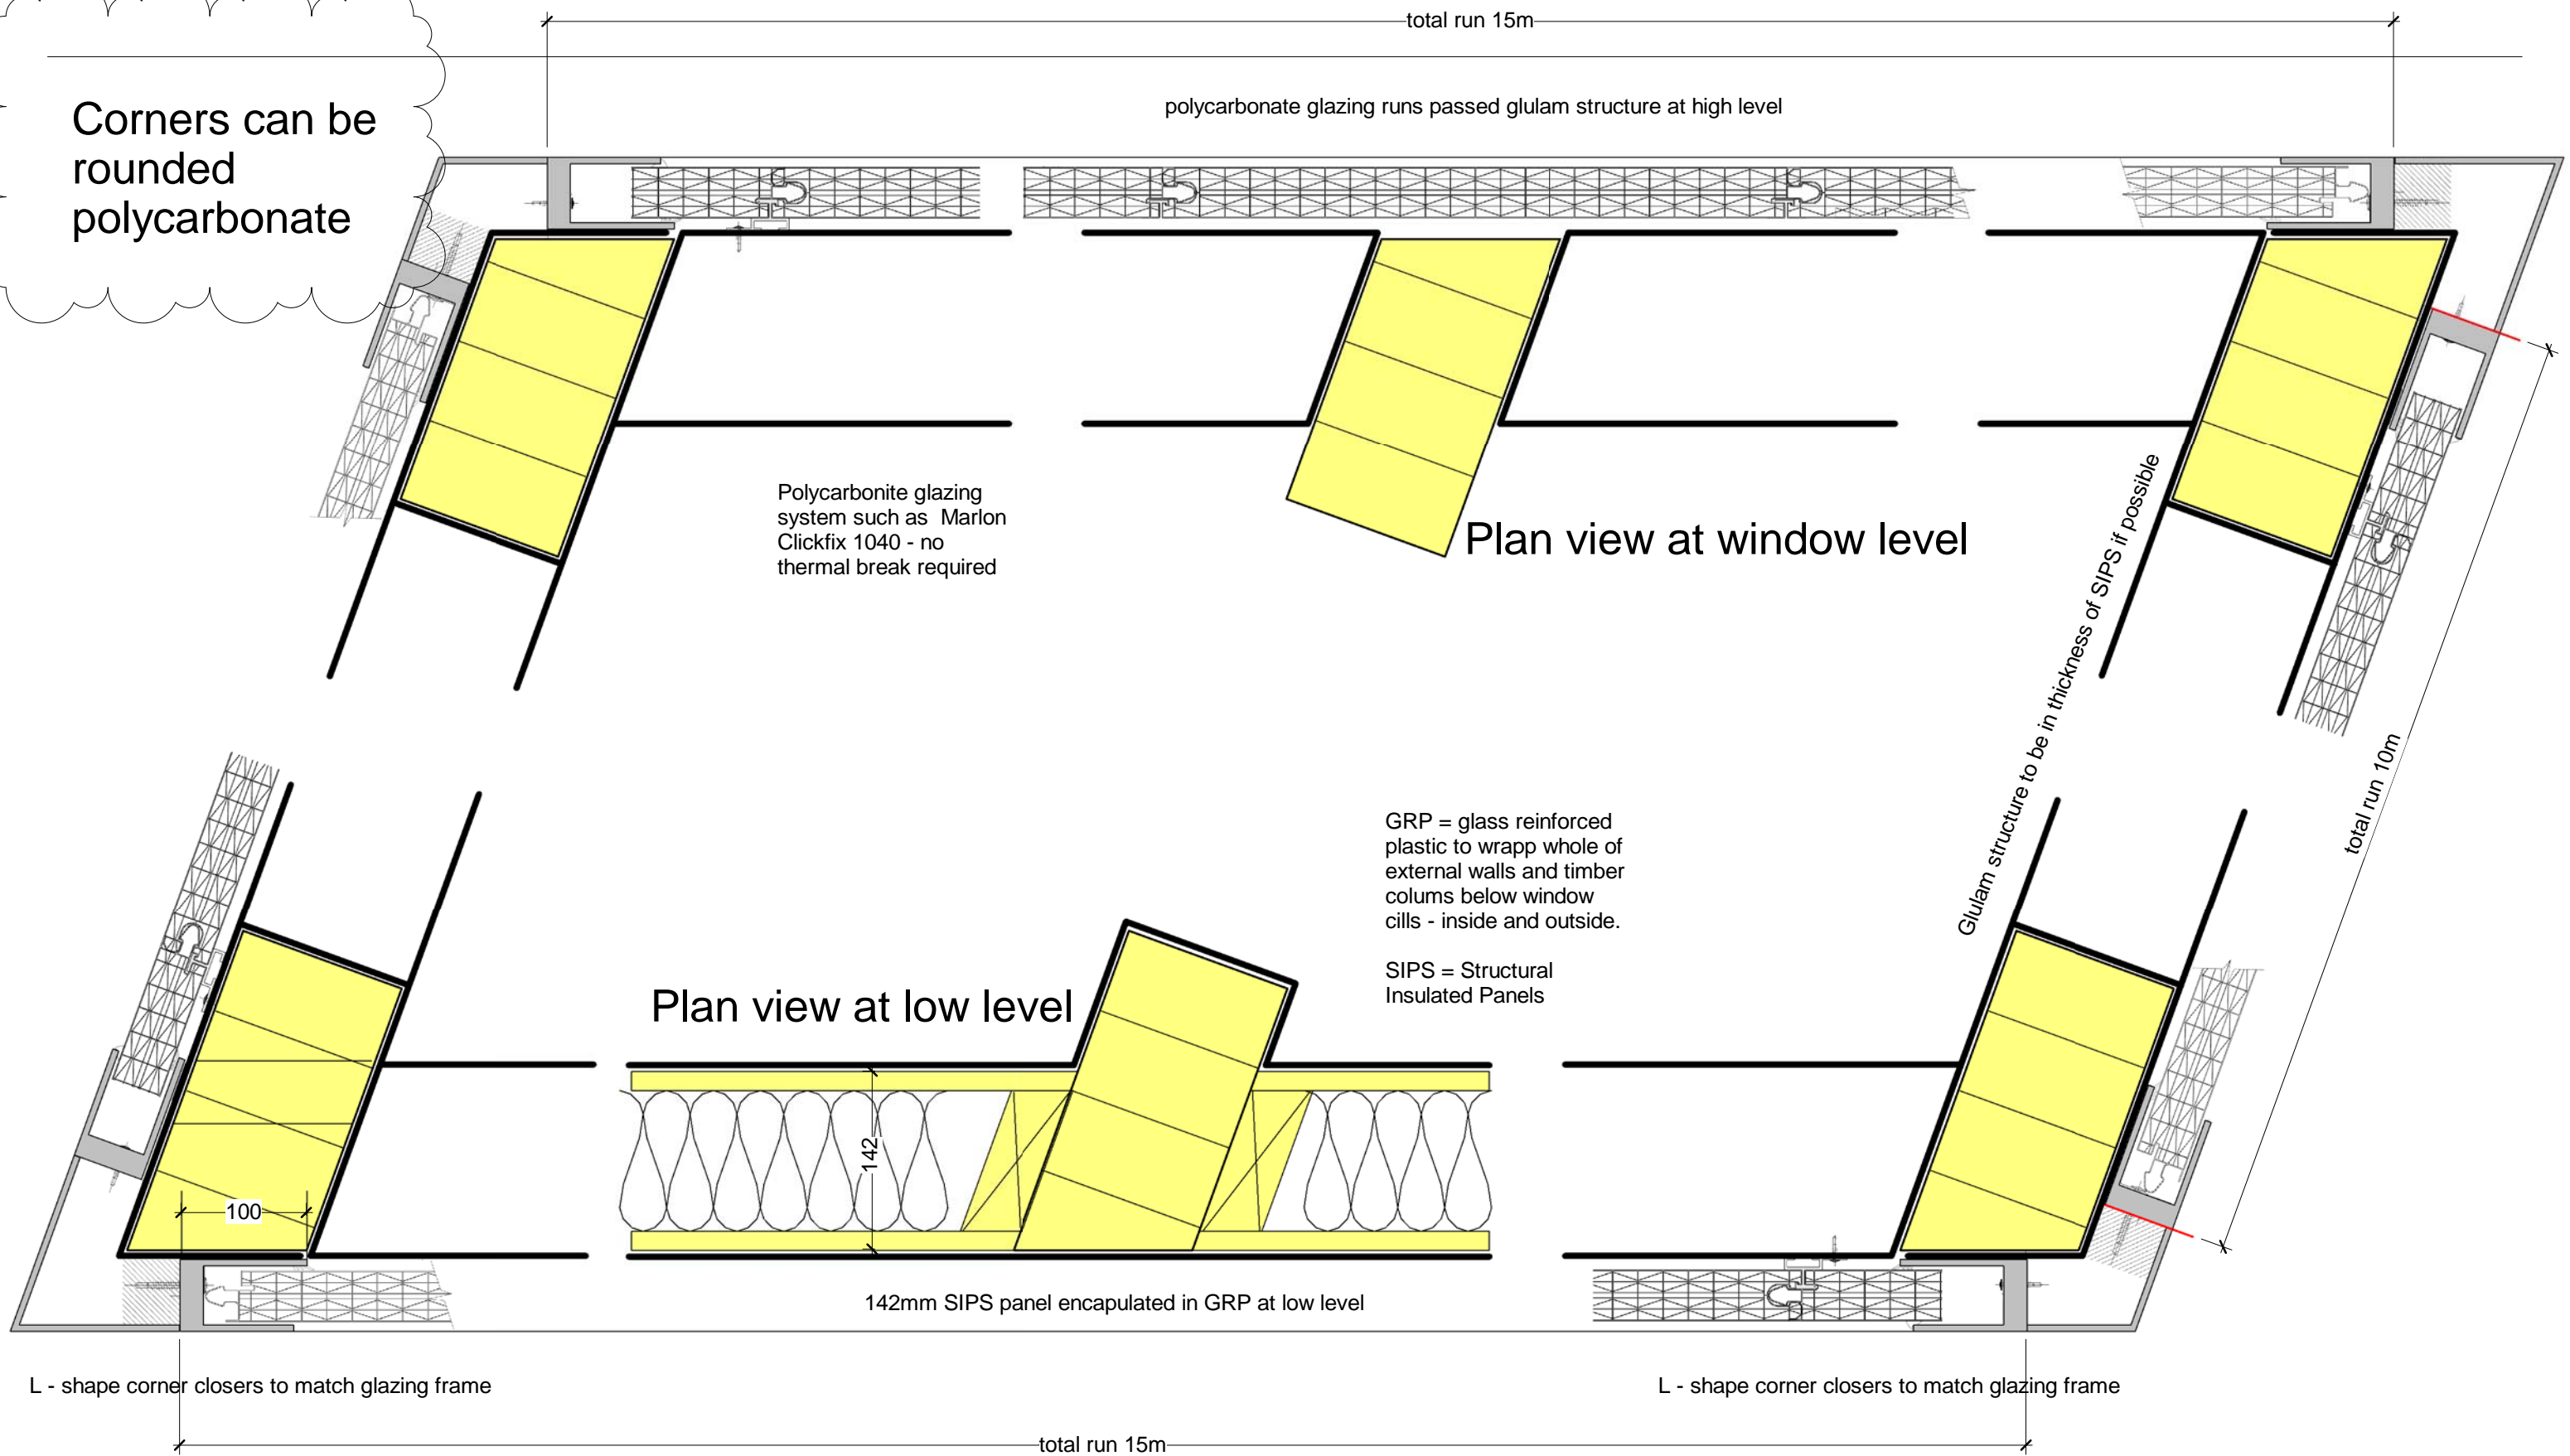 total run 15m
polycarbonate glazing runs passed glulam structure at high level
Corners can be
rounded
polycarbonate
Polycarbonite glazing
system such as Marlon
Clickfix 1040 - no
thermal break required
Plan view at window level
Glulam structure to be in thickness of SIPS if possible
total run 10m
GRP = glass reinforced
plastic to wrapp whole of
external walls and timber
colums below window
cills - inside and outside.
SIPS = Structural
Insulated Panels
Plan view at low level
142
100
142mm SIPS panel encapulated in GRP at low level
L - shape corner closers to match glazing frame
L - shape corner closers to match glazing frame
total run 15m